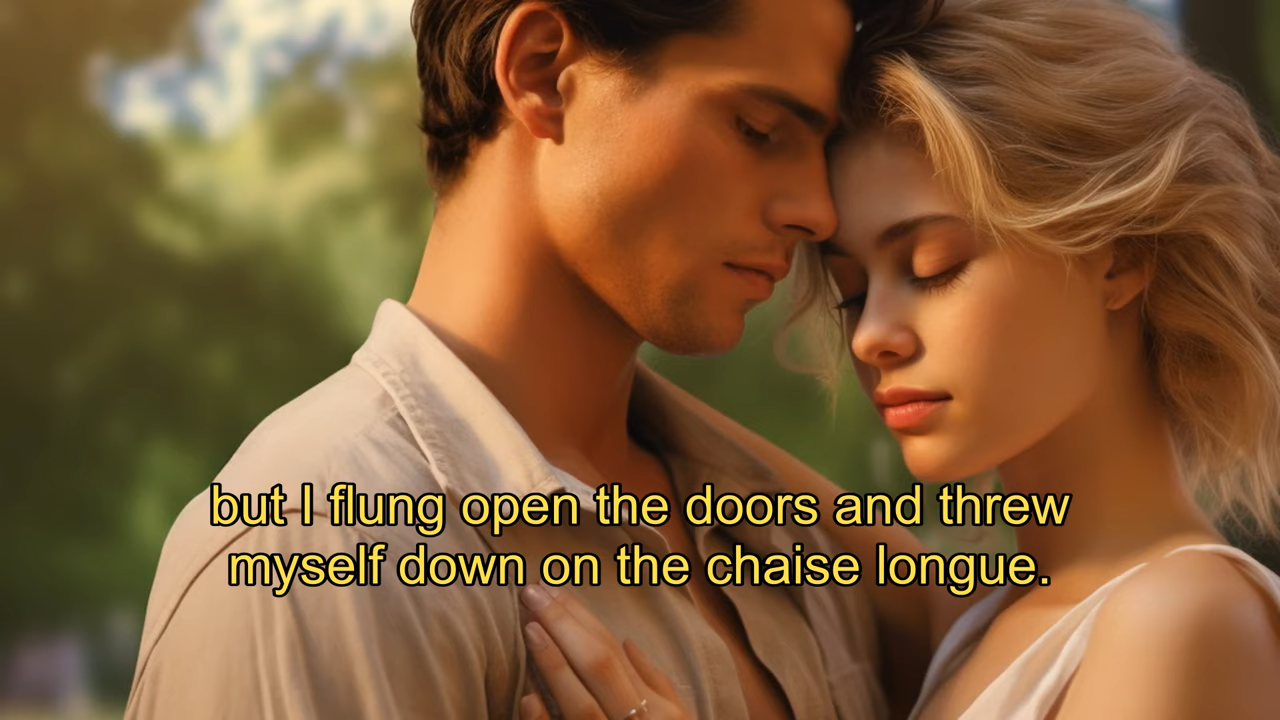 but I flung open the doors and threw
myself down on the chaise longue.